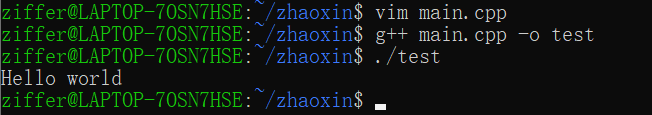 ziffer@LAPTOP-7OSN7HSE:~/zhaoxin$ vim main.cpp
ziffer@LAPTOP-7OSN7HSE:~/zhaoxin$ g++ main.cpp -o test
ziffer@LAPTOP-7OSN7HSE:~/zhaoxin$ ./test
Hello world
ziffer@LAPTOP-7OSN7HSE:~/zhaoxin$